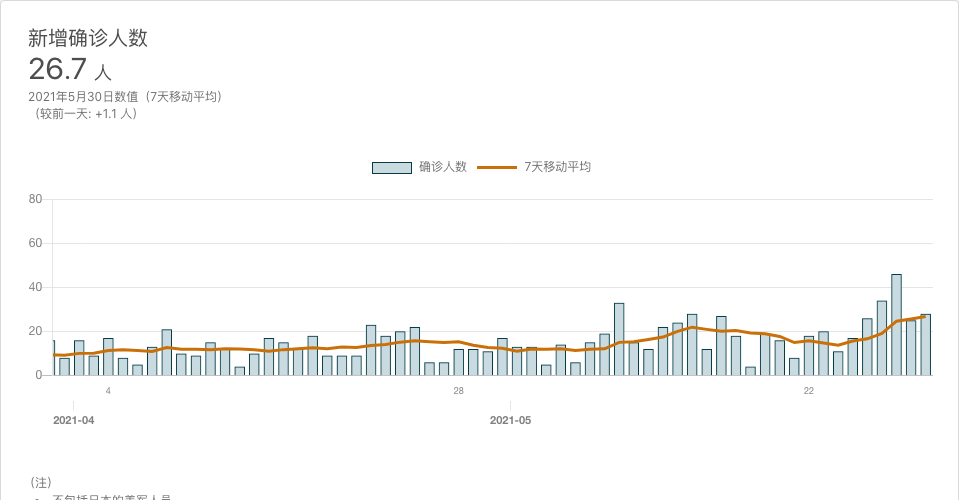 新增确诊人数
26.7 人
2021年5月30日数值（7天移动平均）
（较前一天: +1.1 人）
确诊人数 7天移动平均
80
60
40
20
0
4 28 22
2021-04 2021-05
（注）
不包括日本的美军人员